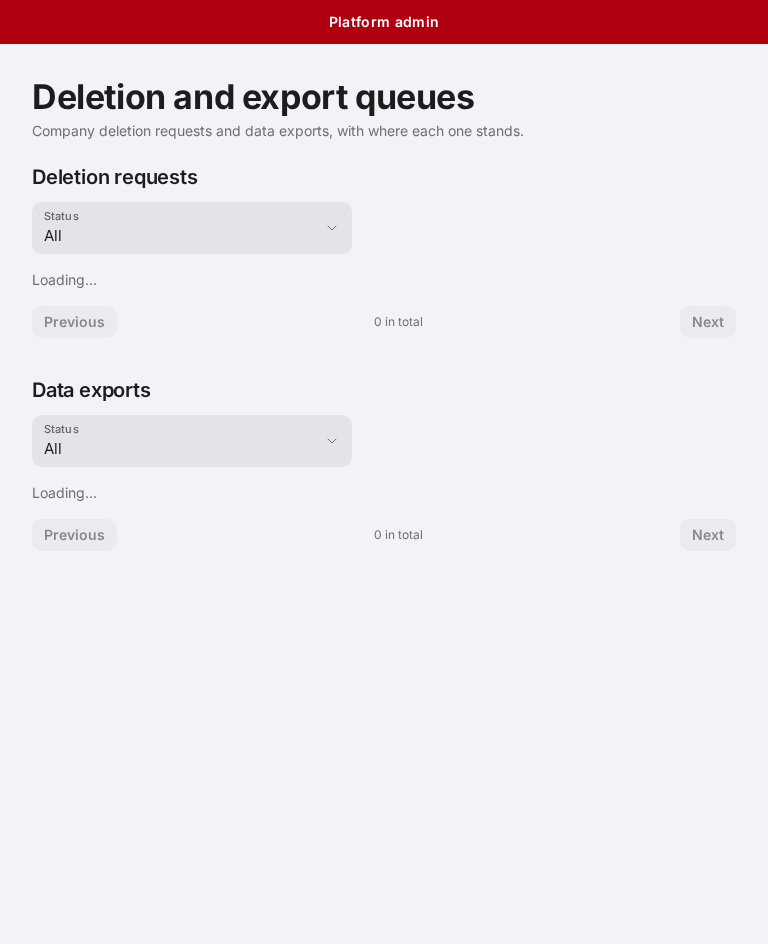 Platform admin
Deletion and export queues
Company deletion requests and data exports, with where each one stands.
Deletion requests
Status
All
Loading...
Previous
0 in total
Next
Data exports
Status
All
Loading...
Previous
0 in total
Next